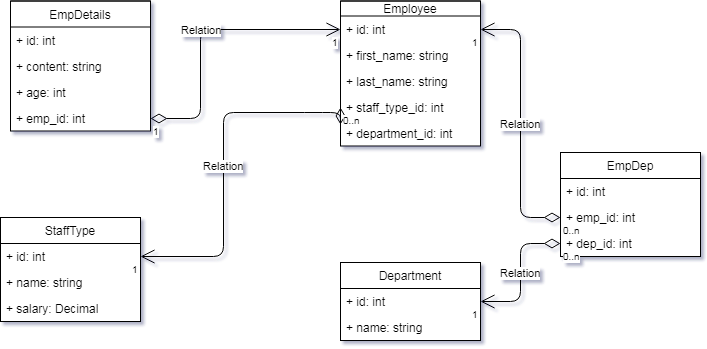 EmpDetails
+ id: int
+ content: string
+ age: int
+ emp_id: int
1
Relation
Employee
+ id: int
1
1
+ first_name: string
+ last_name: string
+ staff_type_id: int
0..n
+ department_id: int
Relation
Relation
EmpDep
+ id: int
+ emp_id: int
0..n
+ dep_id: int
0..n
StaffType
+ id: int
1
+ name: string
+ salary: Decimal
Relation
Department
+ id: int
1
+ name: string